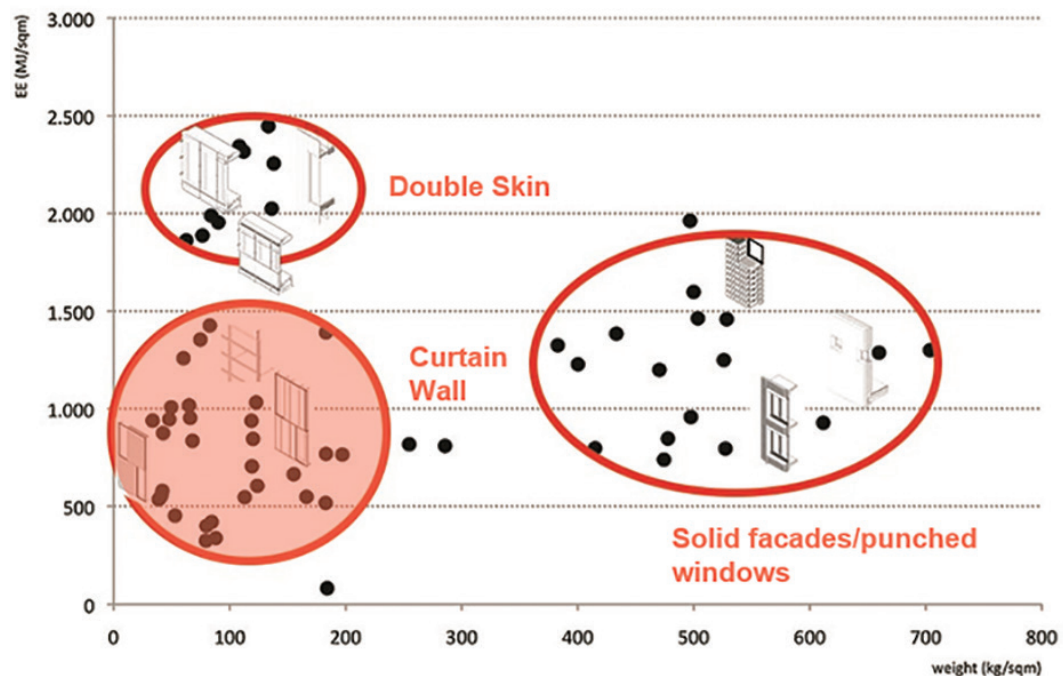 EE (MJ/sqm)
3.000
2.500
2.000
1.500
1.000
500
0
Double Skin
Curtain
Wall
Solid facades/punched
windows
0 100 200 300 400 500 600 700 800
weight (kg/sqm)